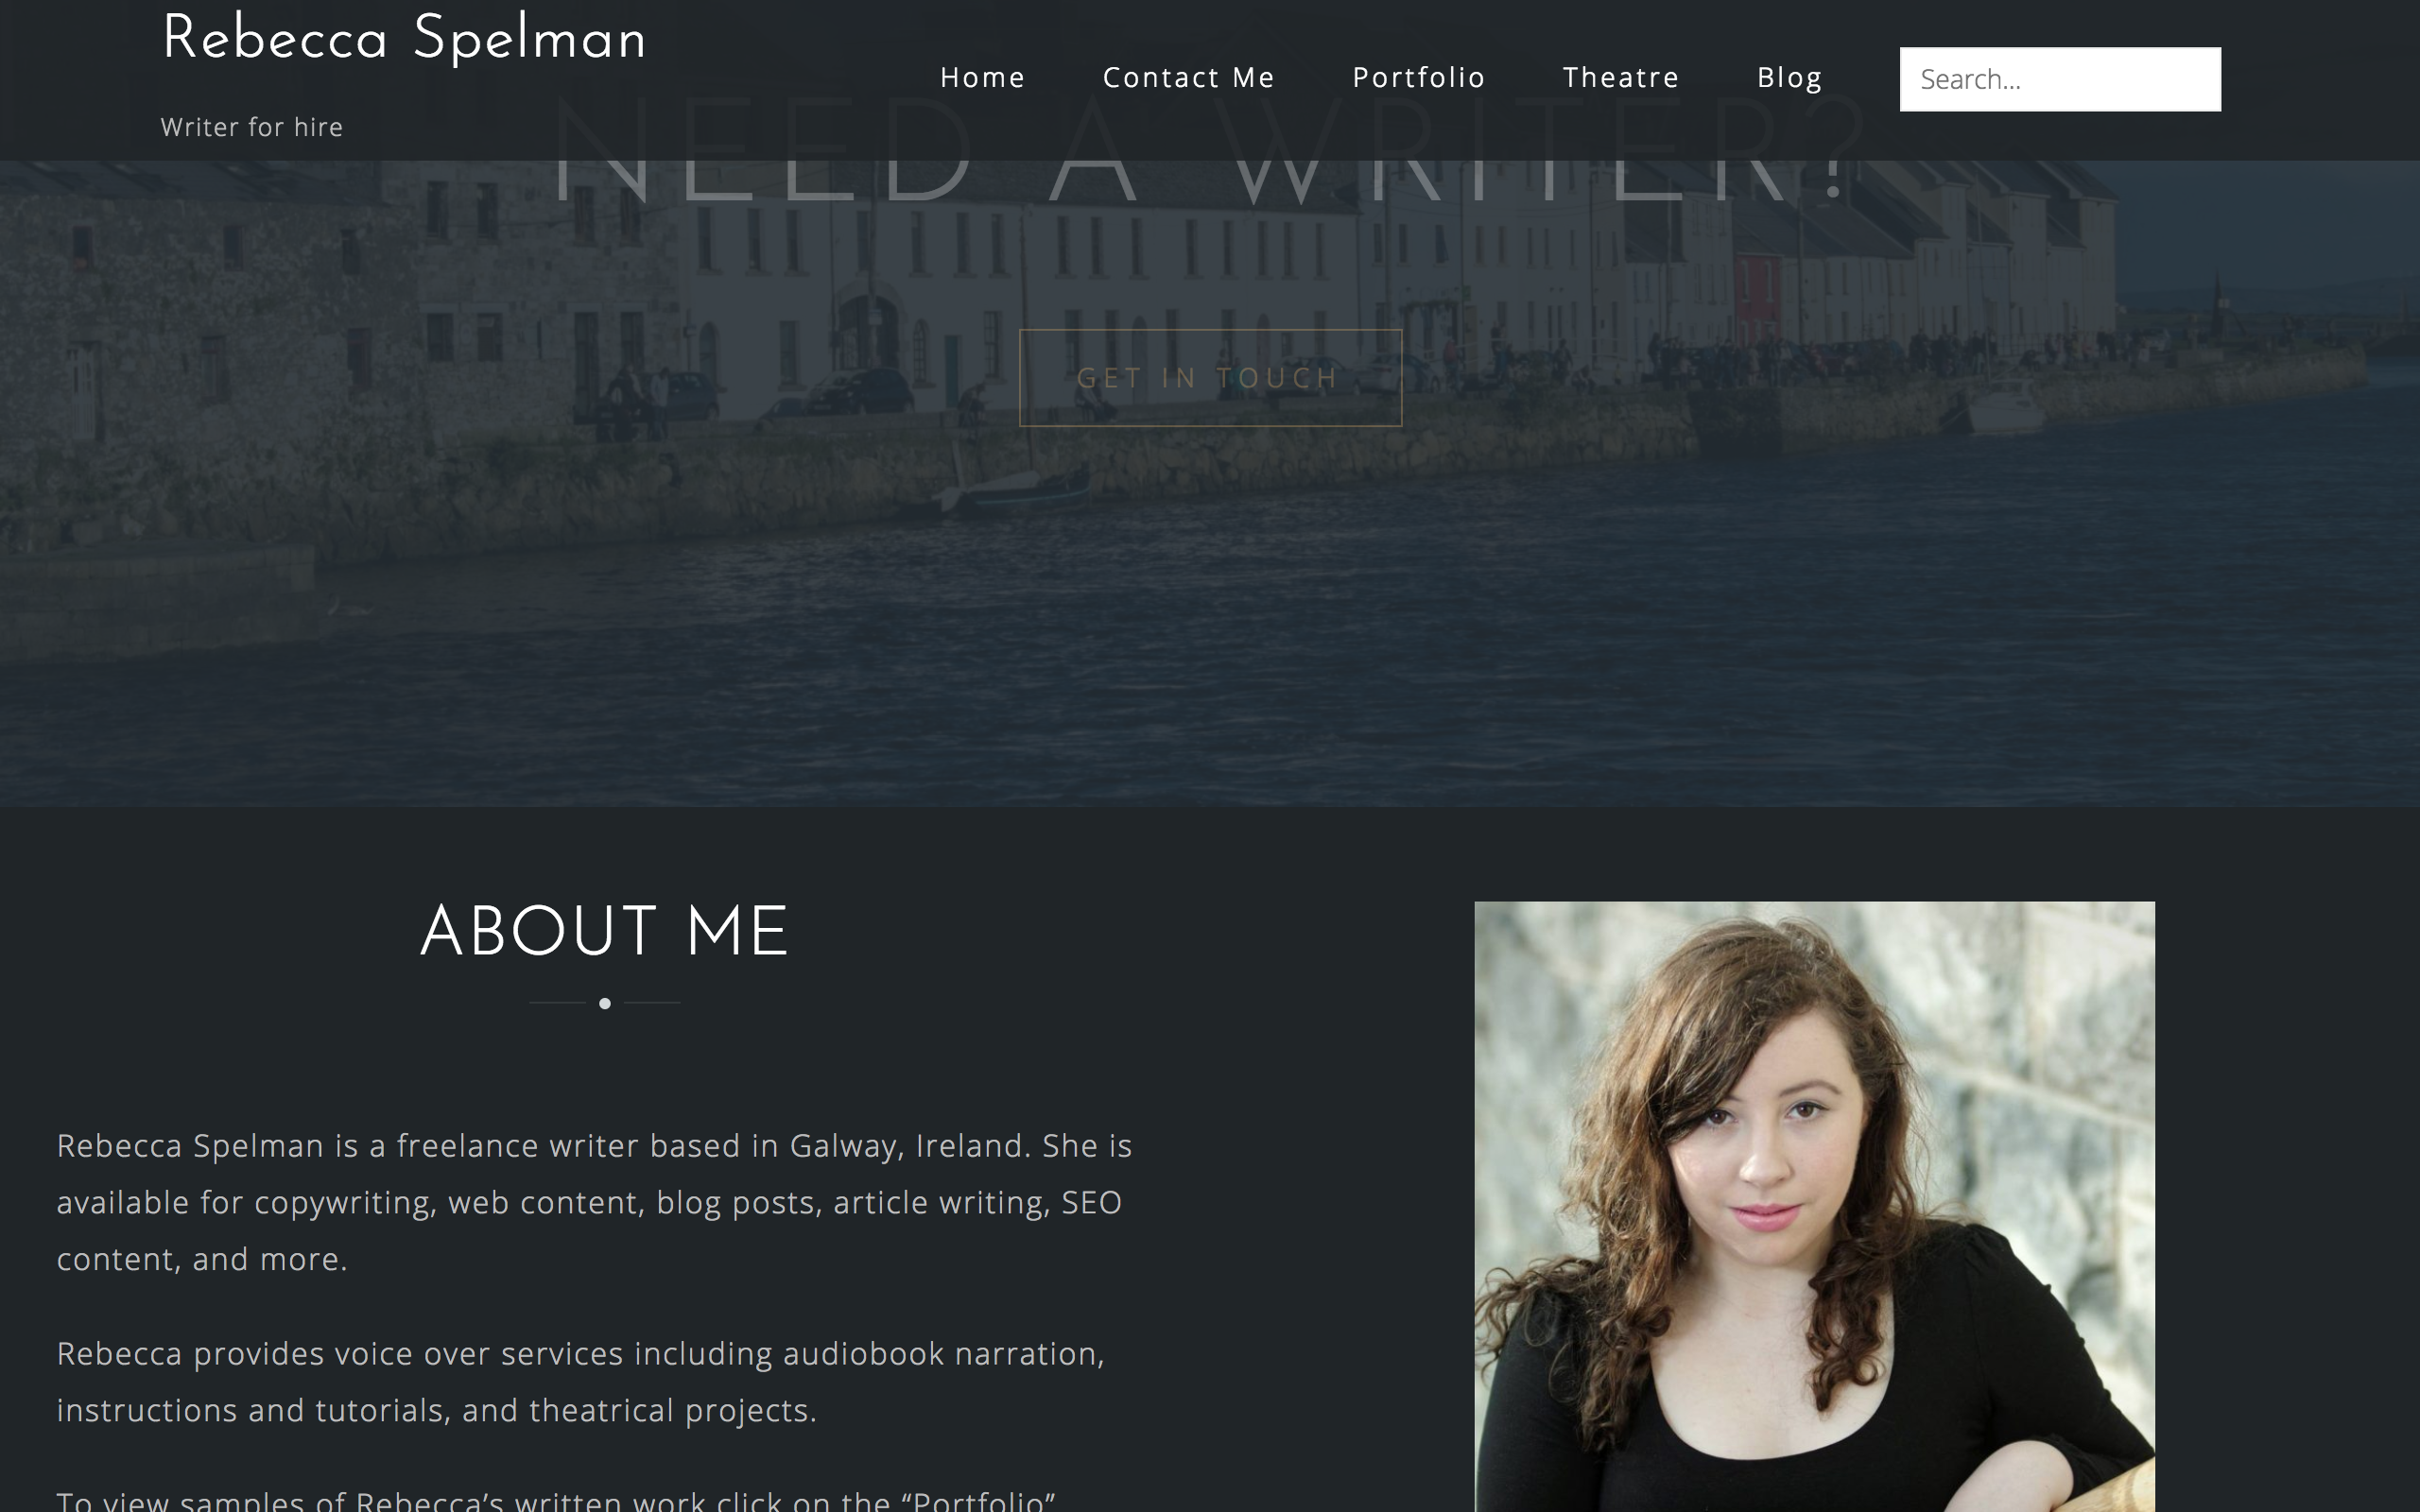 Rebecca Spelman
Writer for hire
Home Contact Me Portfolio Theatre Blog Search...
NEED A WRITER?
GET IN TOUCH
ABOUT ME
Rebecca Spelman is a freelance writer based in Galway, Ireland. She is
available for copywriting, web content, blog posts, article writing, SEO
content, and more.
Rebecca provides voice over services including audiobook narration,
instructions and tutorials, and theatrical projects.
To view samples of Rebecca’s written work click on the “Portfolio”